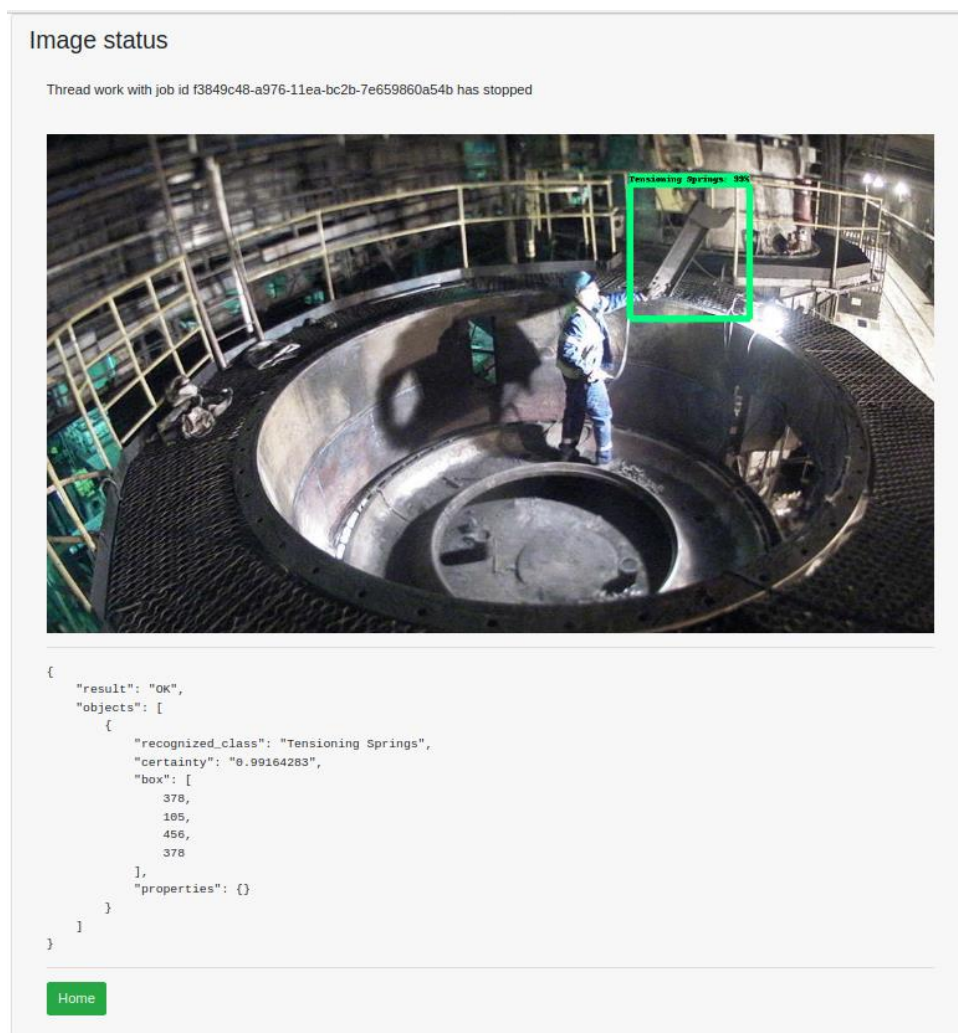 Image status
Thread work with job id f3849c48-a976-11ea-bc2b-7e659860a54b has stopped
Tensioning Springs: 99%
{
    "result": "OK",
    "objects": [
        {
            "recognized_class": "Tensioning Springs",
            "certainty": "0.99164283",
            "box": [
                378,
                105,
                456,
                378
            ],
            "properties": {}
        }
    ]
}
Home